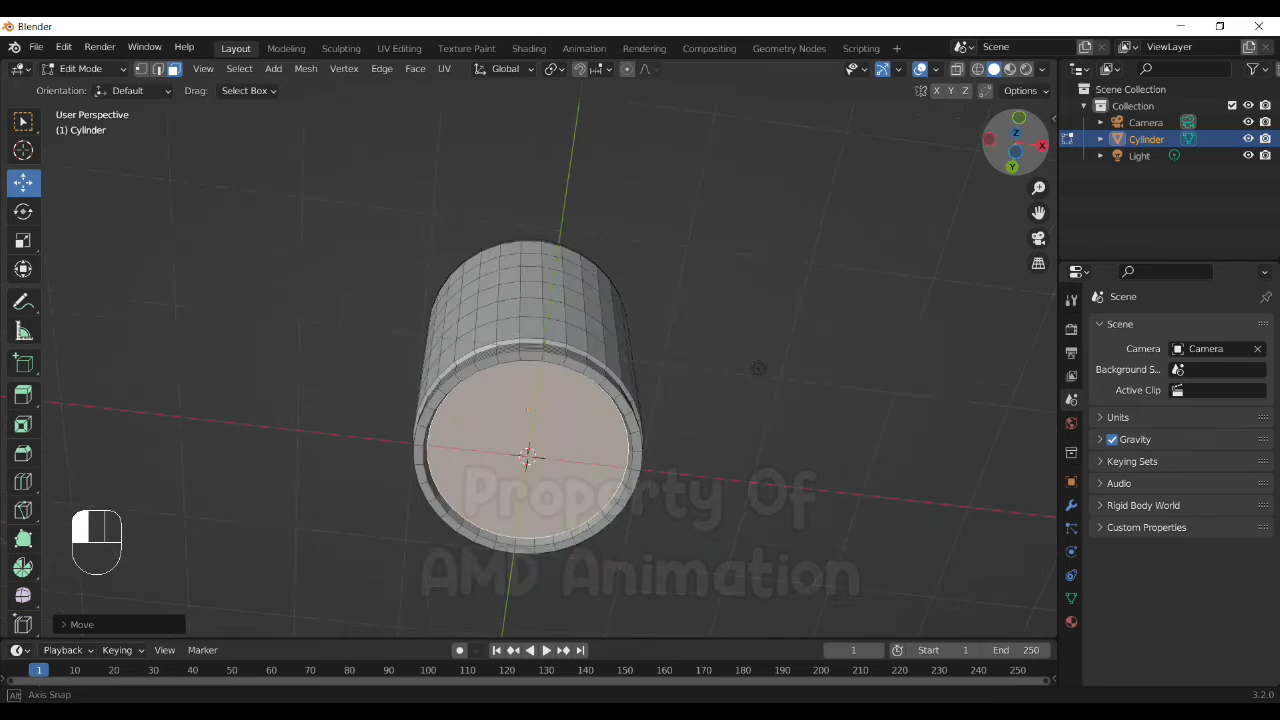 Blender
File Edit Render Window Help Layout Modeling Sculpting UV Editing Texture Paint Shading Animation Rendering Compositing Geometry Nodes Scripting + Scene ViewLayer
Edit Mode View Select Add Mesh Vertex Edge Face UV Global
Orientation: Default Drag: Select Box X Y Z Options
User Perspective
(1) Cylinder
Scene Collection
Collection
Camera
Cylinder
Light
Z
X
Y
Scene
Scene
Camera Camera
Background S...
Active Clip
Units
Gravity
Keying Sets
Audio
Rigid Body World
Custom Properties
Property Of
AMD Animation
Move
Playback Keying View Marker 1 Start 1 End 250
1 10 20 30 40 50 60 70 80 90 100 110 120 130 140 150 160 170 180 190 200 210 220 230 240 250
Alt Axis Snap 3.2.0